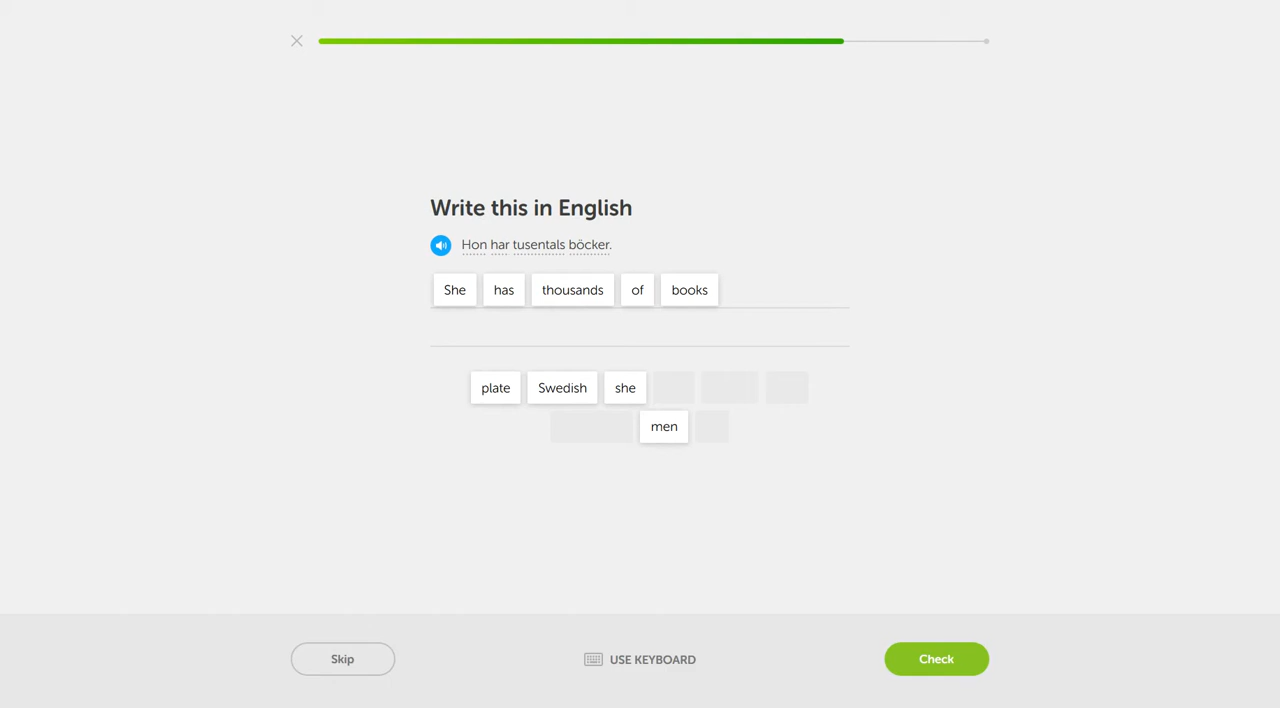 Write this in English
Hon har tusentals böcker.
She has thousands of books
plate Swedish she
men
Skip USE KEYBOARD Check